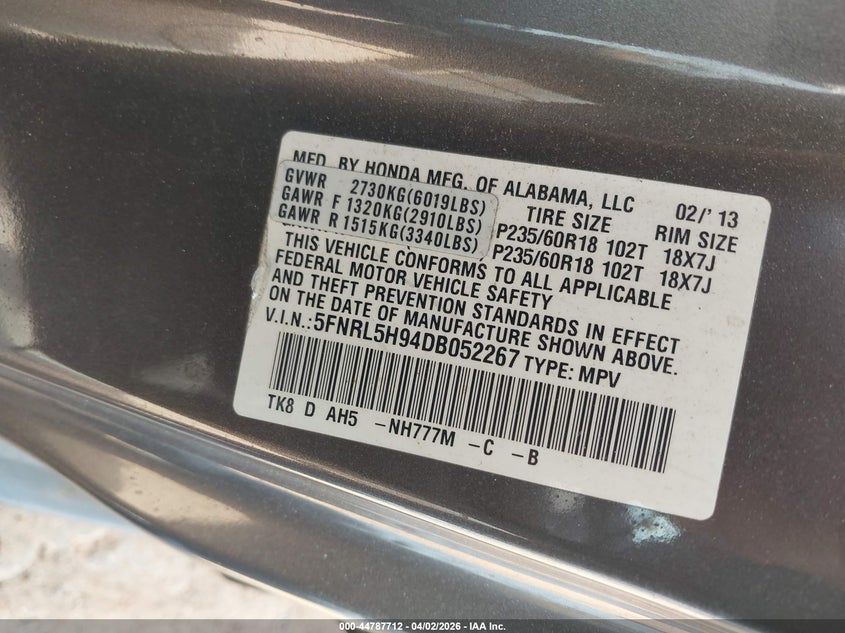 MFD. BY HONDA MFG. OF ALABAMA, LLC 02/'13
GVWR 2730KG(6019LBS) TIRE SIZE RIM SIZE
GAWR F 1320KG(2910LBS) P235/60R18 102T 18X7J
GAWR R 1515KG(3340LBS) P235/60R18 102T 18X7J
THIS VEHICLE CONFORMS TO ALL APPLICABLE
FEDERAL MOTOR VEHICLE SAFETY
AND THEFT PREVENTION STANDARDS IN EFFECT
ON THE DATE OF MANUFACTURE SHOWN ABOVE.
V.I.N.:5FNRL5H94DB052267 TYPE: MPV
TK8 D AH5 -NH777M -C -B
000-44787712 - 04/02/2026 - IAA Inc.